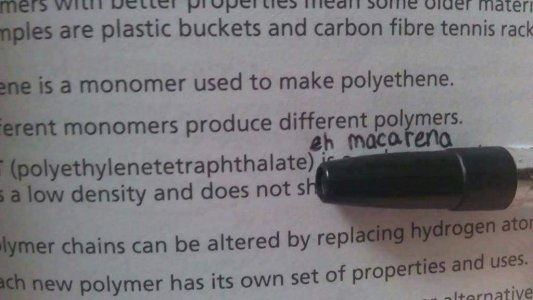 mers with better properties mean some older materi
mples are plastic buckets and carbon fibre tennis rack
ene is a monomer used to make polyethene.
ferent monomers produce different polymers.
eh macarena
T (polyethylenetetraphthalate)
s a low density and does not sh
olymer chains can be altered by replacing hydrogen ator
ach new polymer has its own set of properties and uses.
alternative